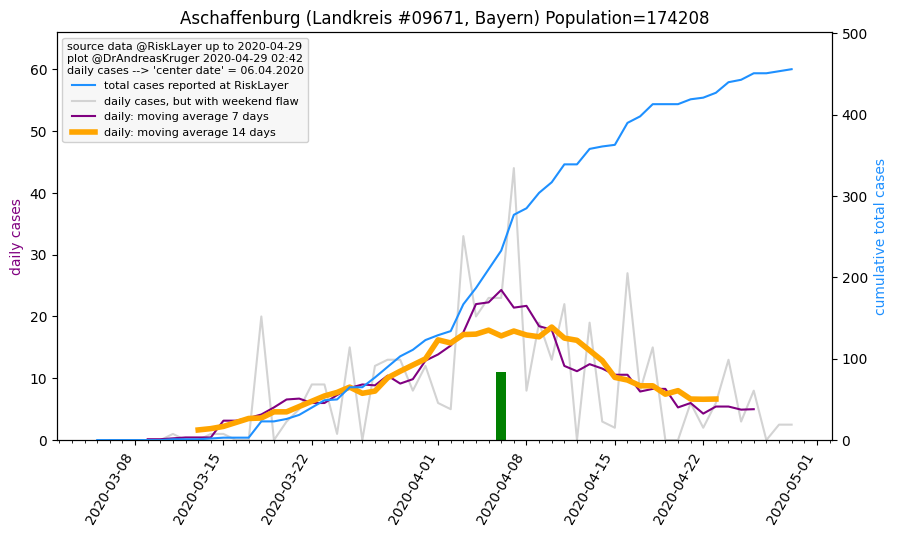 Aschaffenburg (Landkreis #09671, Bayern) Population=174208
source data @RiskLayer up to 2020-04-29
plot @DrAndreasKruger 2020-04-29 02:42
daily cases --> 'center date' = 06.04.2020
total cases reported at RiskLayer
daily cases, but with weekend flaw
daily: moving average 7 days
daily: moving average 14 days
daily cases
60
50
40
30
20
10
0
cumulative total cases
500
400
300
200
100
0
2020-03-08
2020-03-15
2020-03-22
2020-04-01
2020-04-08
2020-04-15
2020-04-22
2020-05-01